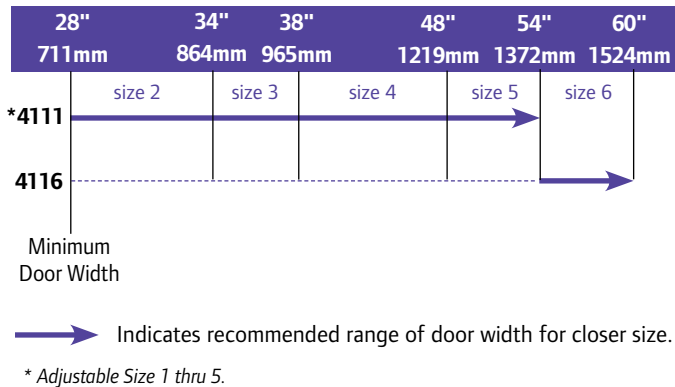 28" 34" 38" 48" 54" 60"
711mm 864mm 965mm 1219mm 1372mm 1524mm
size 2 size 3 size 4 size 5 size 6
*4111
4116
Minimum
Door Width
Indicates recommended range of door width for closer size.
* Adjustable Size 1 thru 5.